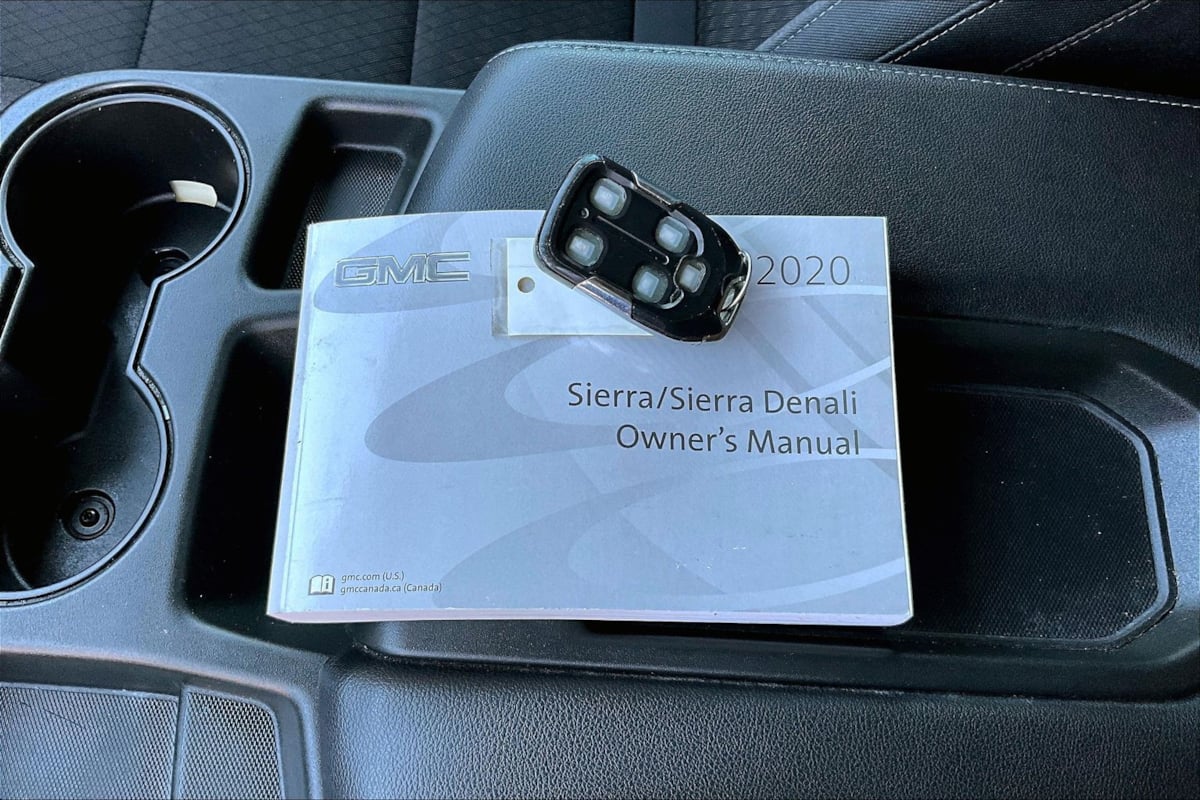 GMC
2020
Sierra/Sierra Denali
Owner's Manual
gmc.com (U.S.)
gmccanada.ca (Canada)